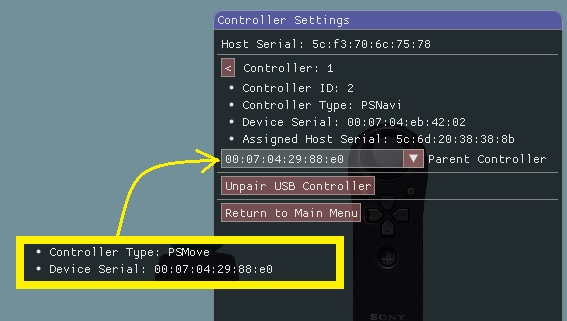 Controller Settings
Host Serial: 5c:f3:70:6c:75:78
< Controller: 1
• Controller ID: 2
• Controller Type: PSNavi
• Device Serial: 00:07:04:eb:42:02
• Assigned Host Serial: 5c:6d:20:38:38:8b
00:07:04:29:88:e0 ▼ Parent Controller
Unpair USB Controller
Return to Main Menu
• Controller Type: PSMove
• Device Serial: 00:07:04:29:88:e0
SONY